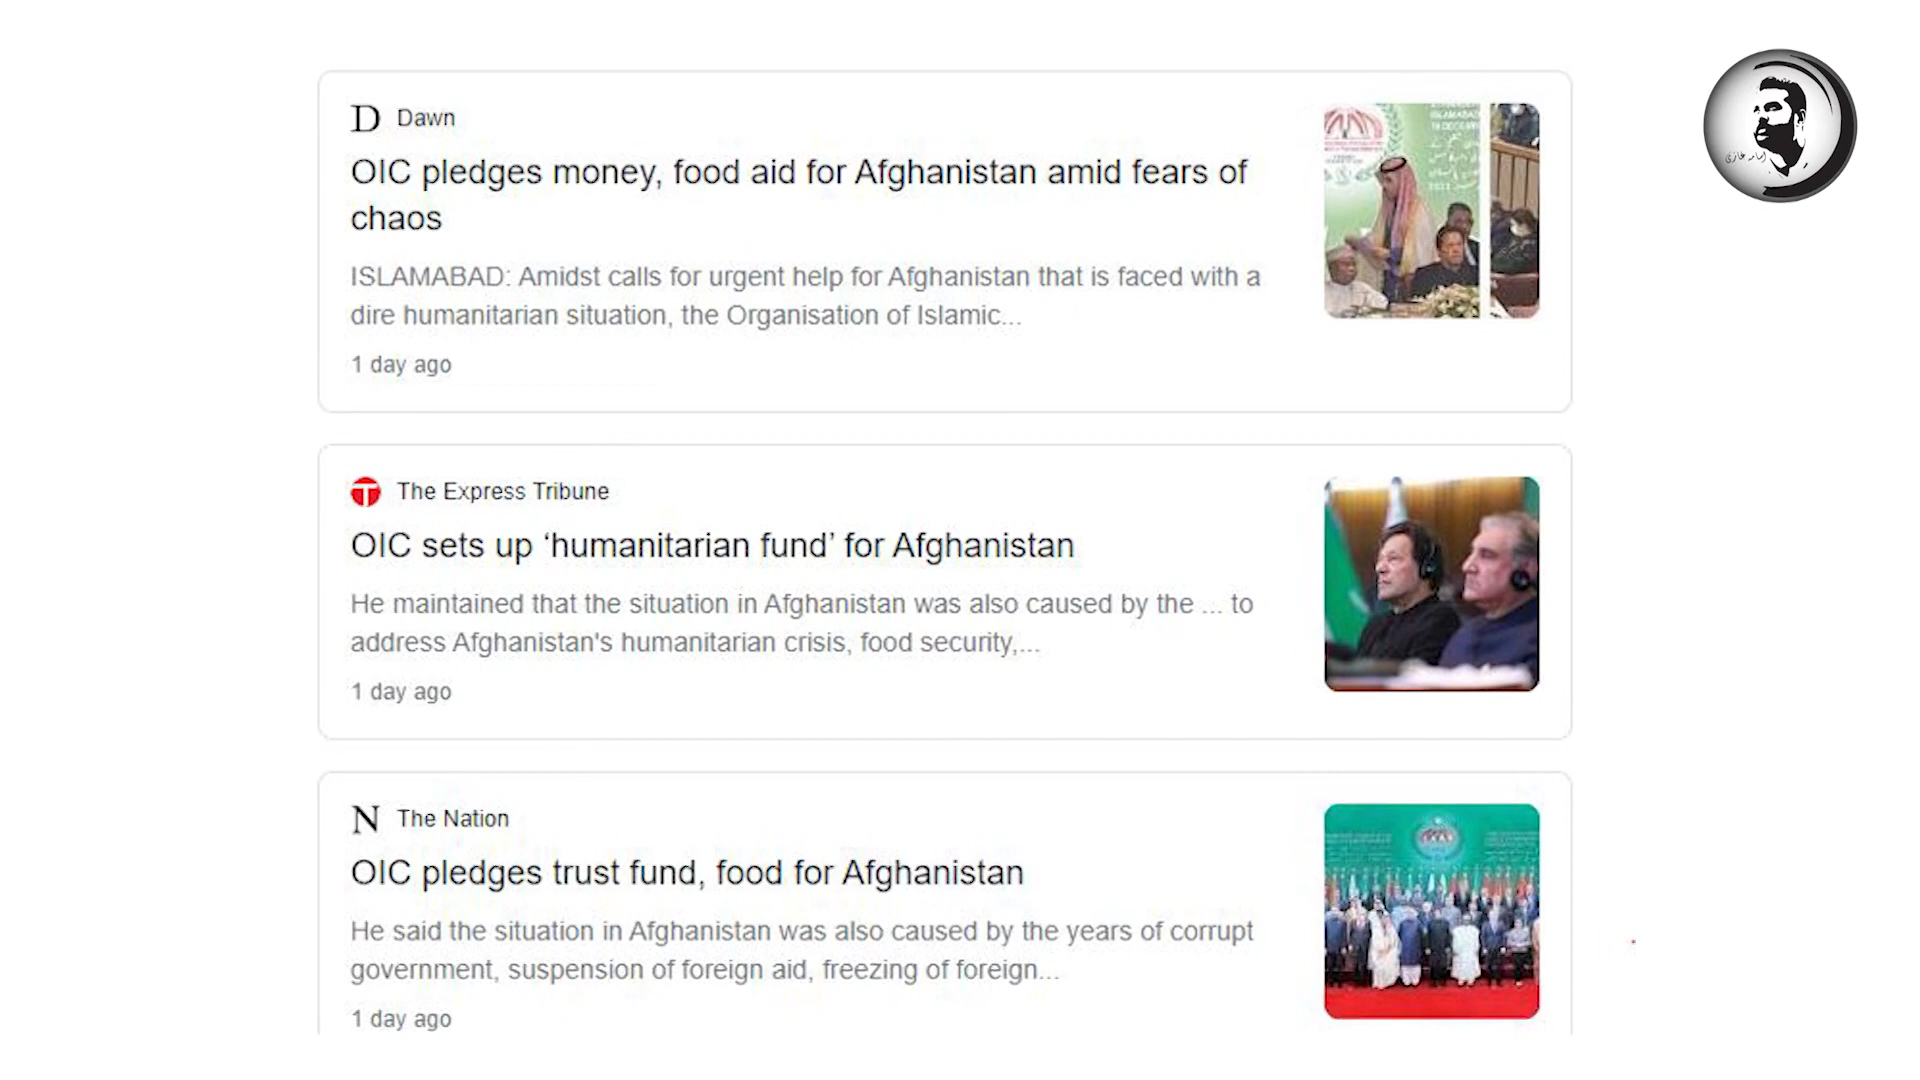 D Dawn
OIC pledges money, food aid for Afghanistan amid fears of
chaos
ISLAMABAD: Amidst calls for urgent help for Afghanistan that is faced with a
dire humanitarian situation, the Organisation of Islamic...
1 day ago
T The Express Tribune
OIC sets up ‘humanitarian fund’ for Afghanistan
He maintained that the situation in Afghanistan was also caused by the ... to
address Afghanistan's humanitarian crisis, food security,...
1 day ago
N The Nation
OIC pledges trust fund, food for Afghanistan
He said the situation in Afghanistan was also caused by the years of corrupt
government, suspension of foreign aid, freezing of foreign...
1 day ago
اسامہ غازی
ISLAMABAD